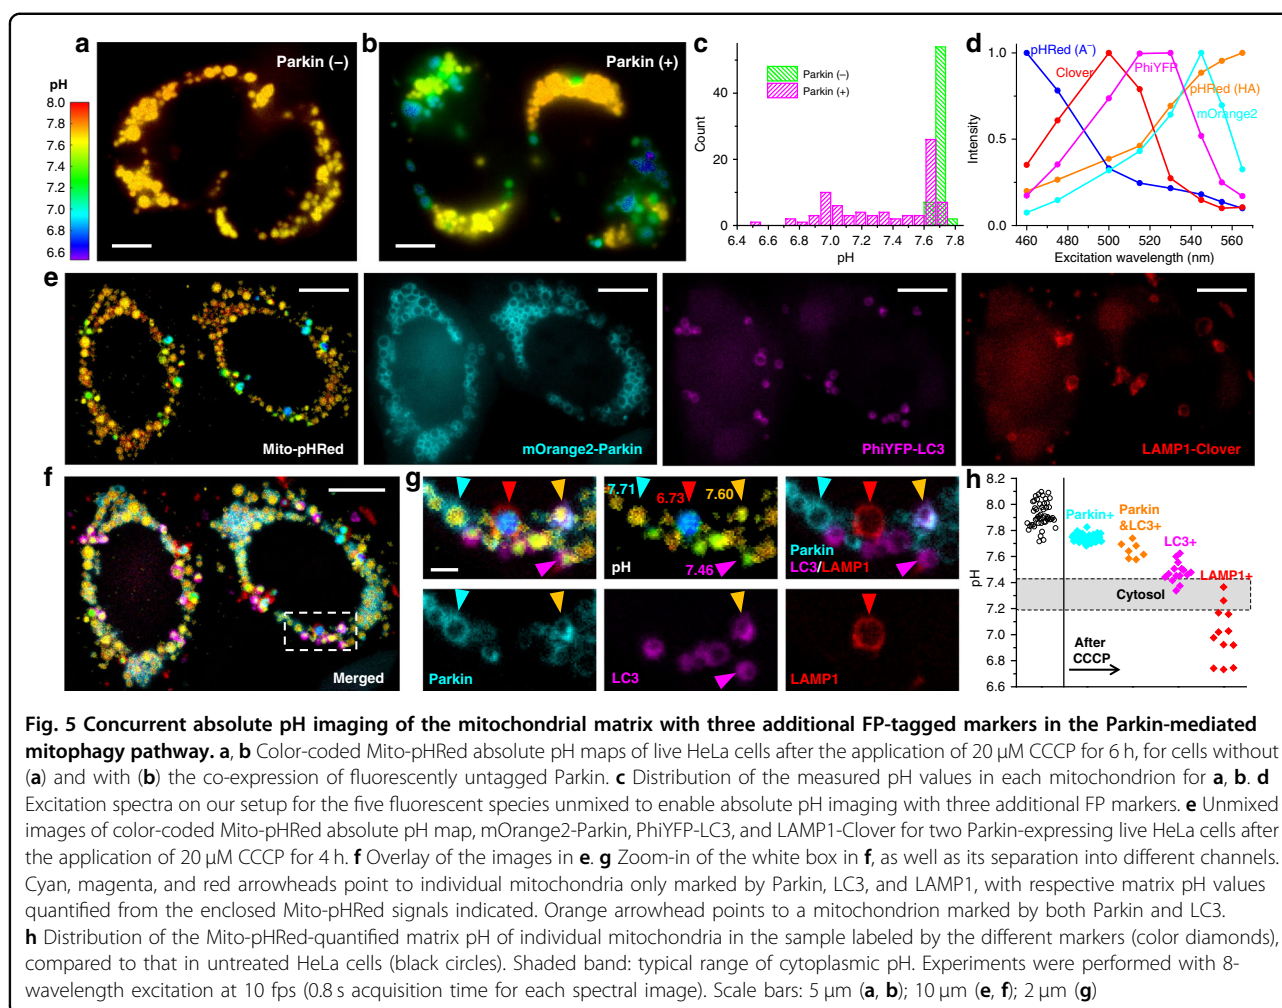 a
Parkin (–)
pH
8.0
7.8
7.6
7.4
7.2
7.0
6.8
6.6
b
Parkin (+)
c
Parkin (–)
Parkin (+)
Count
40
20
0
6.4 6.6 6.8 7.0 7.2 7.4 7.6 7.8
pH
d
pHRed (A⁻)
Clover
PhiYFP
pHRed (HA)
mOrange2
Intensity
1.0
0.5
0.0
460 480 500 520 540 560
Excitation wavelength (nm)
e
Mito-pHRed
mOrange2-Parkin
PhiYFP-LC3
LAMP1-Clover
f
Merged
g
7.71
6.73
7.60
7.46
pH
Parkin
LC3/LAMP1
Parkin
LC3
LAMP1
h
pH
8.2
8.0
7.8
7.6
7.4
7.2
7.0
6.8
6.6
Parkin+
Parkin
&LC3+
LC3+
LAMP1+
Cytosol
After
CCCP
Fig. 5 Concurrent absolute pH imaging of the mitochondrial matrix with three additional FP-tagged markers in the Parkin-mediated
mitophagy pathway. a, b Color-coded Mito-pHRed absolute pH maps of live HeLa cells after the application of 20 µM CCCP for 6 h, for cells without
(a) and with (b) the co-expression of fluorescently untagged Parkin. c Distribution of the measured pH values in each mitochondrion for a, b. d
Excitation spectra on our setup for the five fluorescent species unmixed to enable absolute pH imaging with three additional FP markers. e Unmixed
images of color-coded Mito-pHRed absolute pH map, mOrange2-Parkin, PhiYFP-LC3, and LAMP1-Clover for two Parkin-expressing live HeLa cells after
the application of 20 µM CCCP for 4 h. f Overlay of the images in e. g Zoom-in of the white box in f, as well as its separation into different channels.
Cyan, magenta, and red arrowheads point to individual mitochondria only marked by Parkin, LC3, and LAMP1, with respective matrix pH values
quantified from the enclosed Mito-pHRed signals indicated. Orange arrowhead points to a mitochondrion marked by both Parkin and LC3.
h Distribution of the Mito-pHRed-quantified matrix pH of individual mitochondria in the sample labeled by the different markers (color diamonds),
compared to that in untreated HeLa cells (black circles). Shaded band: typical range of cytoplasmic pH. Experiments were performed with 8-
wavelength excitation at 10 fps (0.8 s acquisition time for each spectral image). Scale bars: 5 µm (a, b); 10 µm (e, f); 2 µm (g)